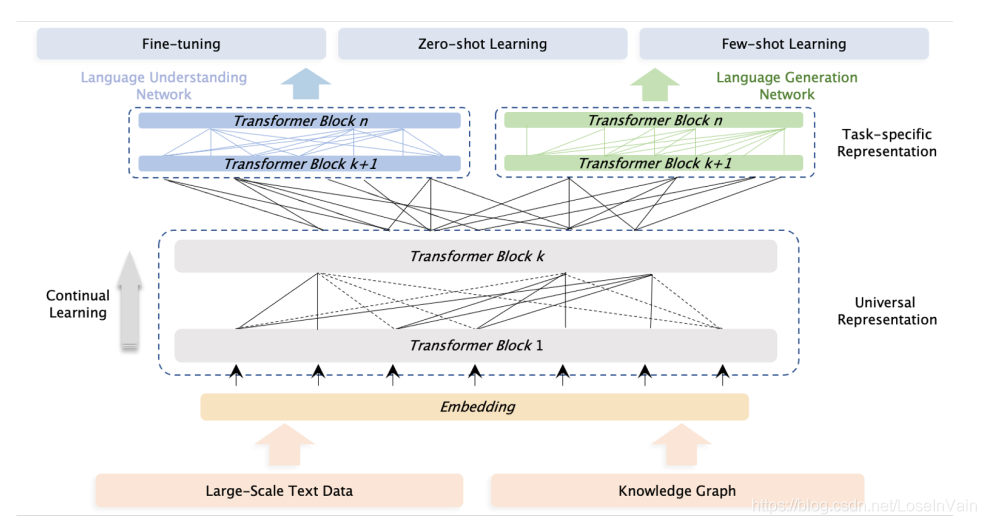 Fine-tuning
Zero-shot Learning
Few-shot Learning
Language Understanding
Network
Language Generation
Network
Transformer Block n
Transformer Block k+1
Transformer Block n
Transformer Block k+1
Task-specific
Representation
Transformer Block k
Continual
Learning
Universal
Representation
Transformer Block 1
Embedding
Large-Scale Text Data
Knowledge Graph
https://blog.csdn.net/LoseInVain